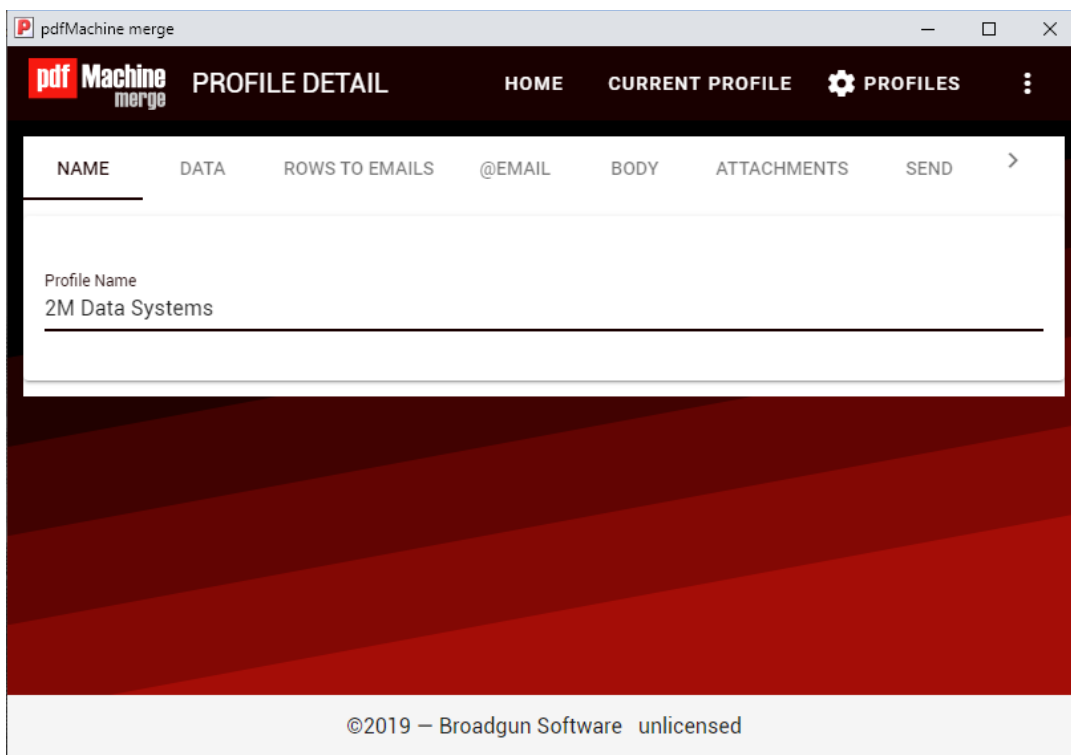 pdfMachine merge
pdf Machine merge
PROFILE DETAIL
HOME
CURRENT PROFILE
PROFILES
NAME
DATA
ROWS TO EMAILS
@EMAIL
BODY
ATTACHMENTS
SEND
Profile Name
2M Data Systems
©2019 — Broadgun Software unlicensed